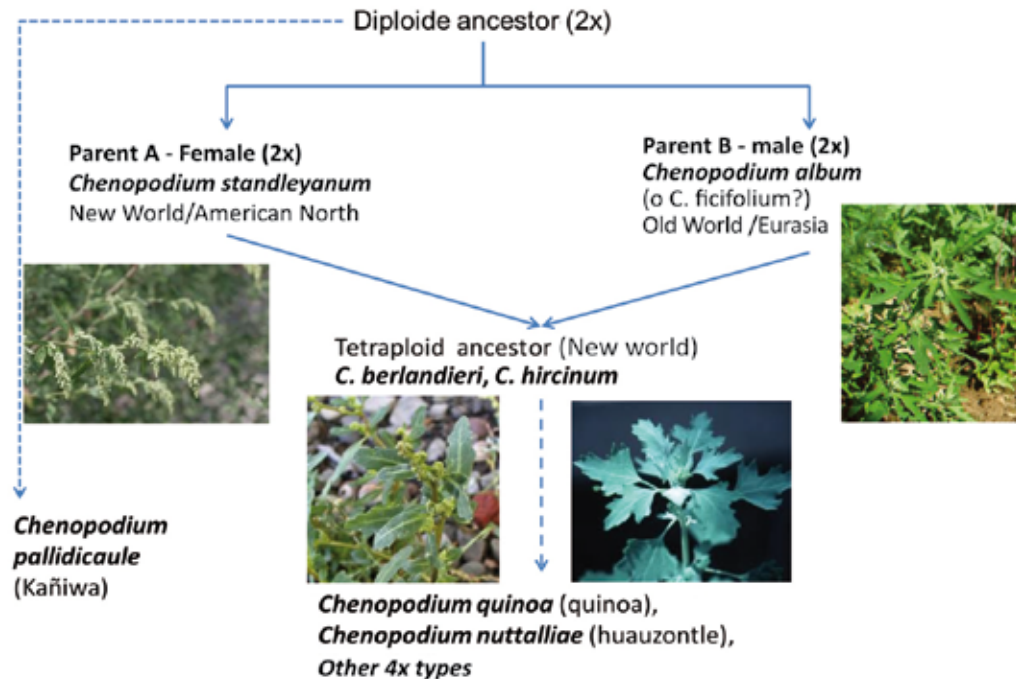 Diploide ancestor (2x)
Parent A - Female (2x)
Chenopodium standleyanum
New World/American North
Parent B - male (2x)
Chenopodium album
(o C. ficifolium?)
Old World /Eurasia
Tetraploid ancestor (New world)
C. berlandieri, C. hircinum
Chenopodium
pallidicaule
(Kañiwa)
Chenopodium quinoa (quinoa),
Chenopodium nuttalliae (huauzontle),
Other 4x types